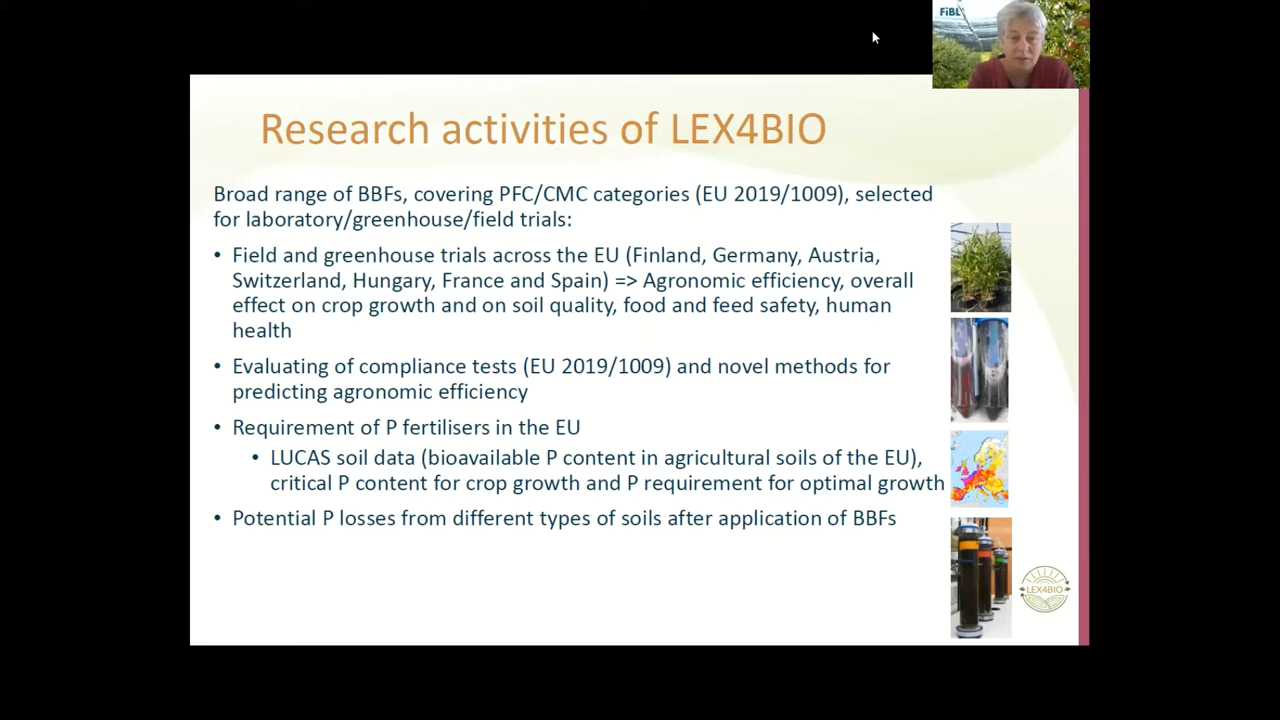 FiBL
Research activities of LEX4BIO
Broad range of BBFs, covering PFC/CMC categories (EU 2019/1009), selected
for laboratory/greenhouse/field trials:
• Field and greenhouse trials across the EU (Finland, Germany, Austria,
Switzerland, Hungary, France and Spain) => Agronomic efficiency, overall
effect on crop growth and on soil quality, food and feed safety, human
health
• Evaluating of compliance tests (EU 2019/1009) and novel methods for
predicting agronomic efficiency
• Requirement of P fertilisers in the EU
• LUCAS soil data (bioavailable P content in agricultural soils of the EU),
critical P content for crop growth and P requirement for optimal growth
• Potential P losses from different types of soils after application of BBFs
LEX4BIO